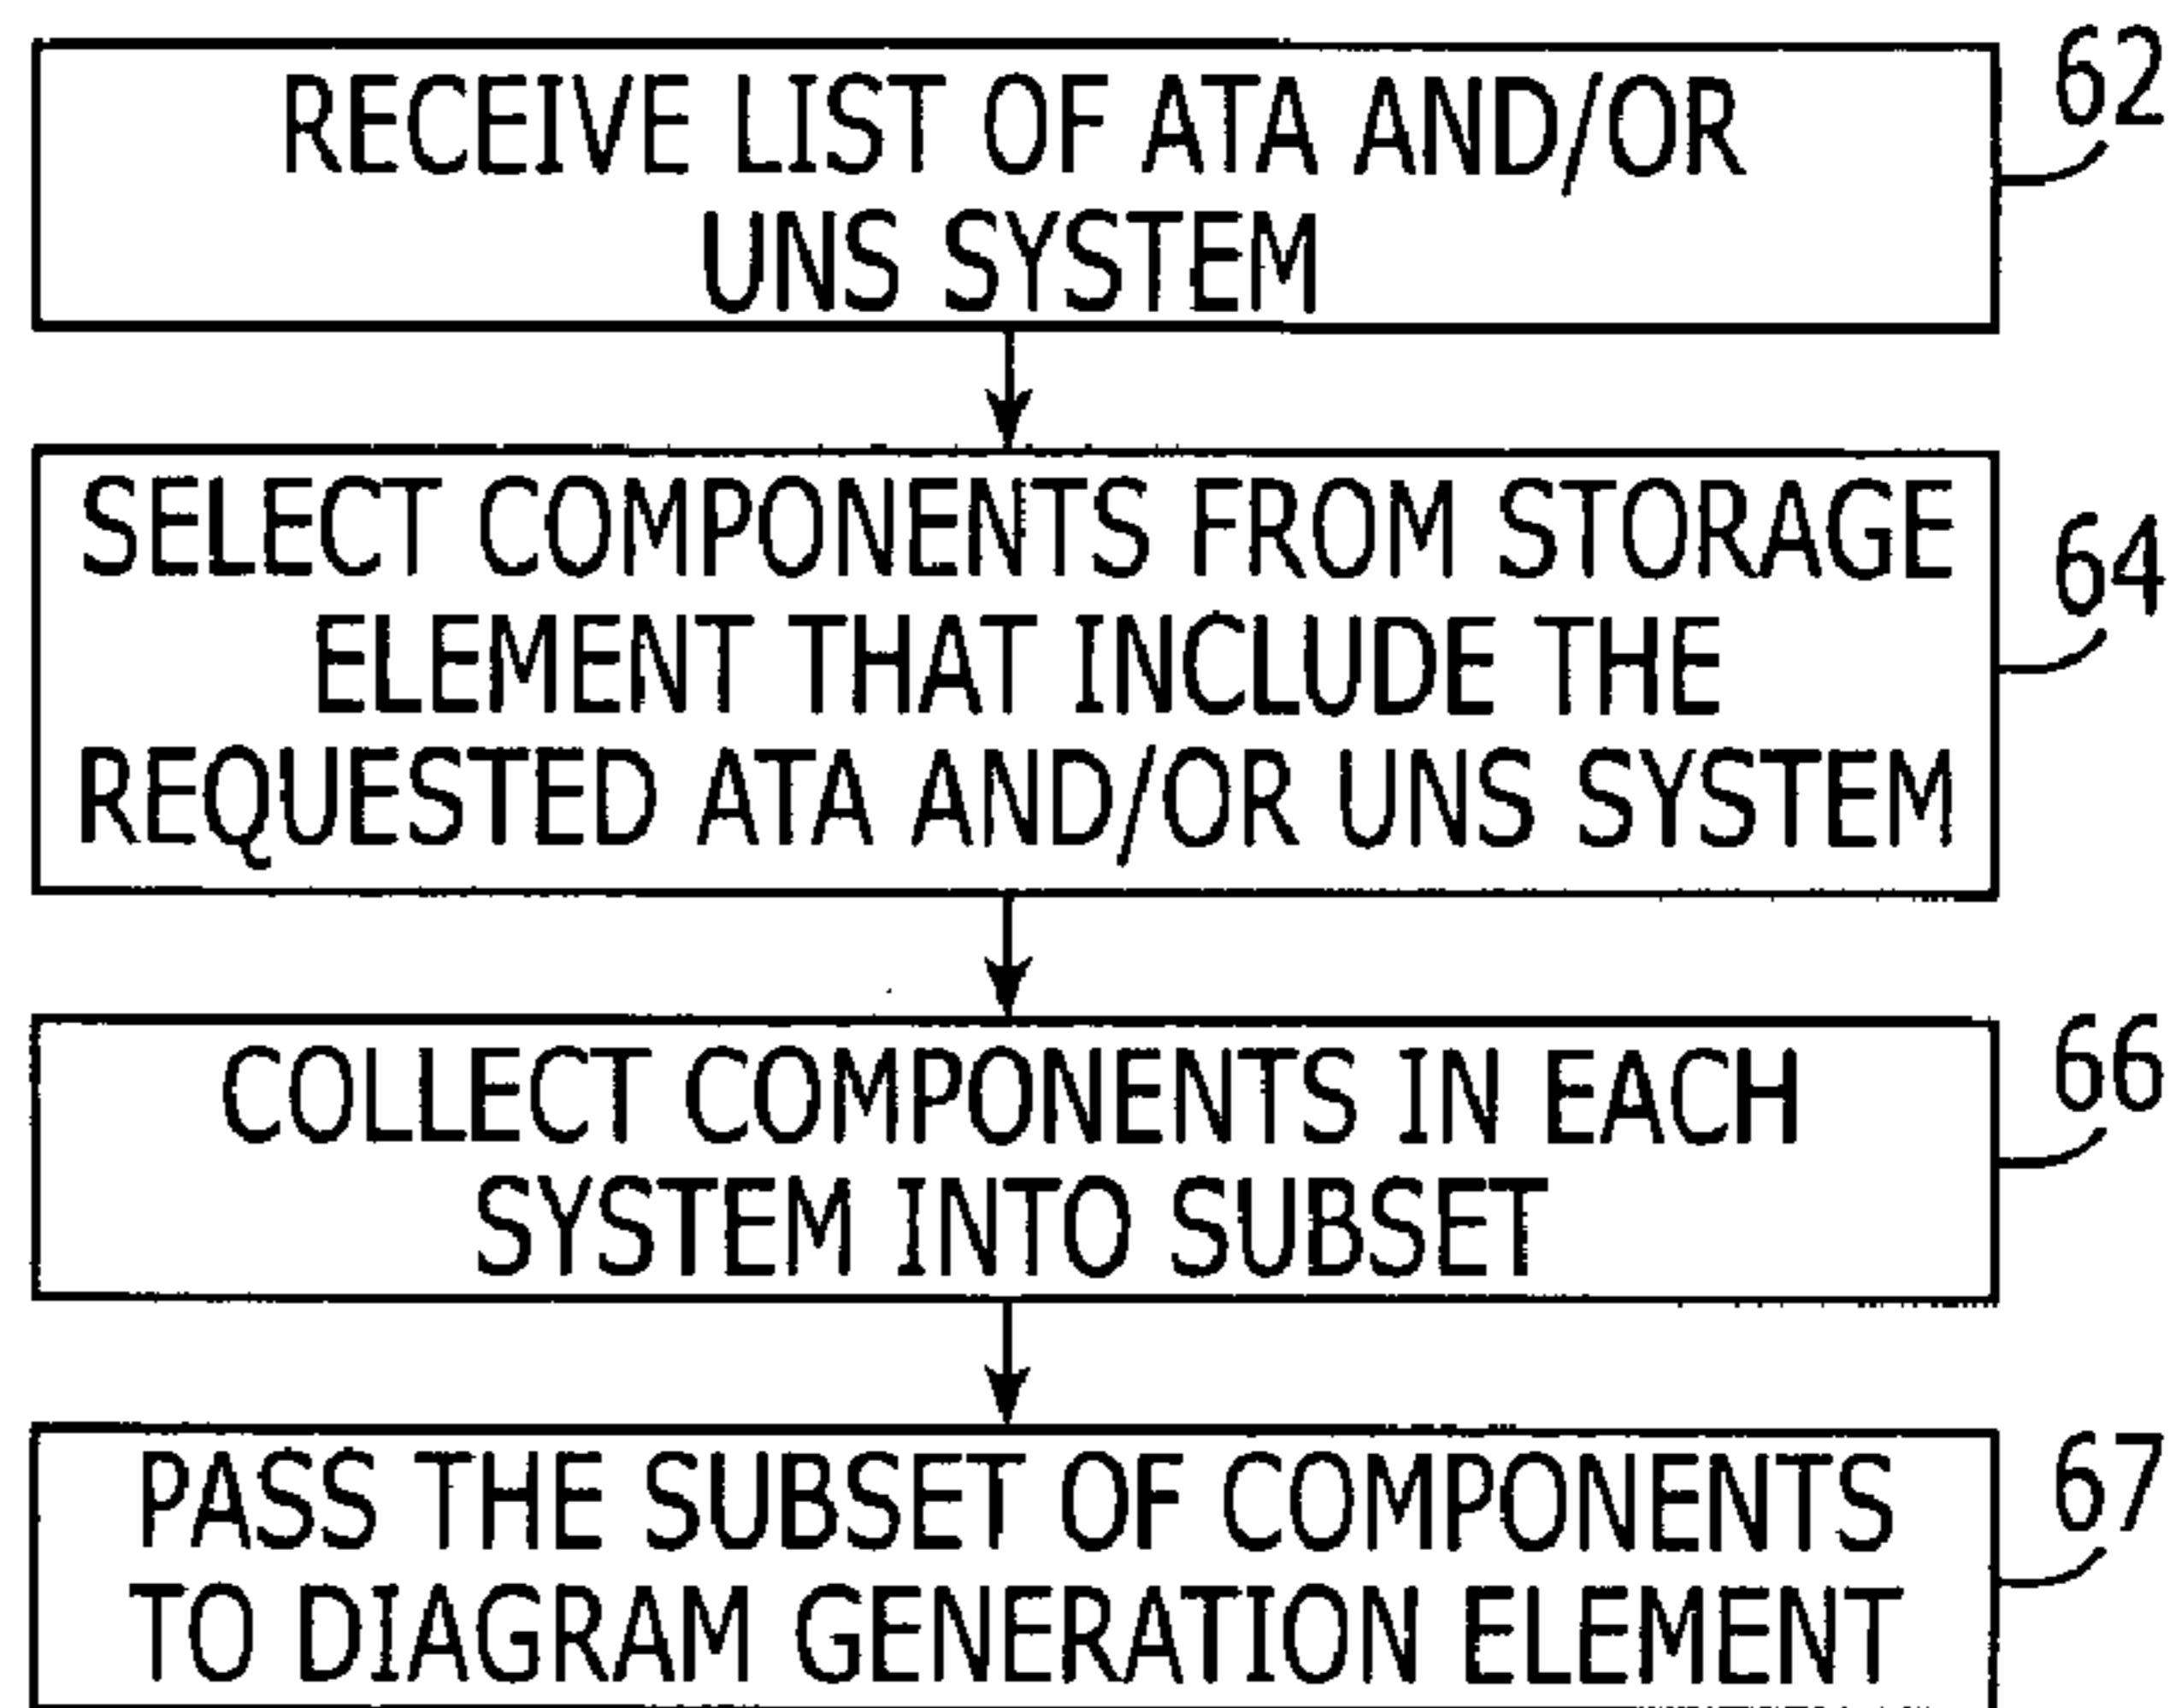 RECEIVE LIST OF ATA AND/OR
UNS SYSTEM
62
SELECT COMPONENTS FROM STORAGE
ELEMENT THAT INCLUDE THE
REQUESTED ATA AND/OR UNS SYSTEM
64
COLLECT COMPONENTS IN EACH
SYSTEM INTO SUBSET
66
PASS THE SUBSET OF COMPONENTS
TO DIAGRAM GENERATION ELEMENT
67